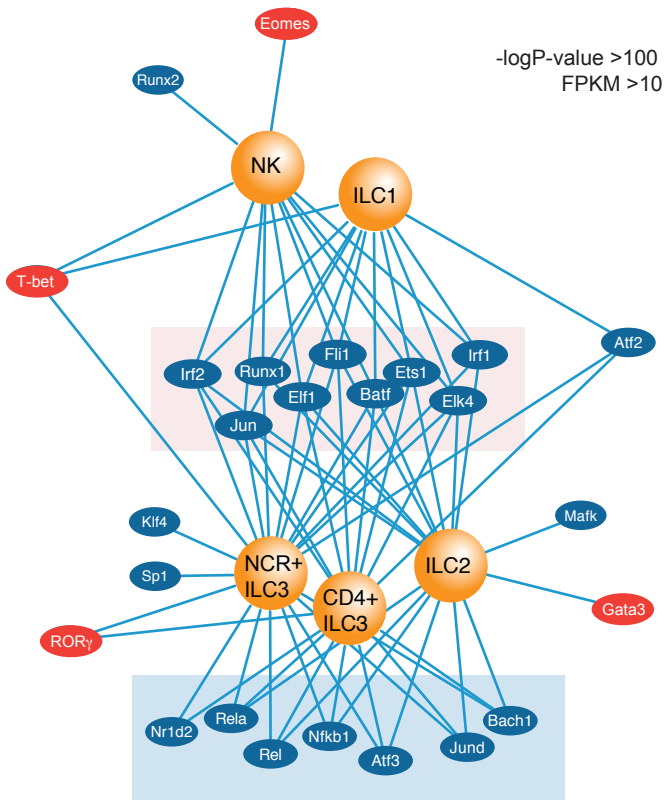 Eomes
-logP-value >100
FPKM >10
Runx2
NK
ILC1
T-bet
Atf2
Fli1
Irf1
Irf2
Runx1
Ets1
Elf1
Batf
Elk4
Jun
Klf4
Mafk
NCR+
ILC3
ILC2
Sp1
CD4+
ILC3
Gata3
RORγ
Rela
Bach1
Nr1d2
Nfkb1
Jund
Rel
Atf3